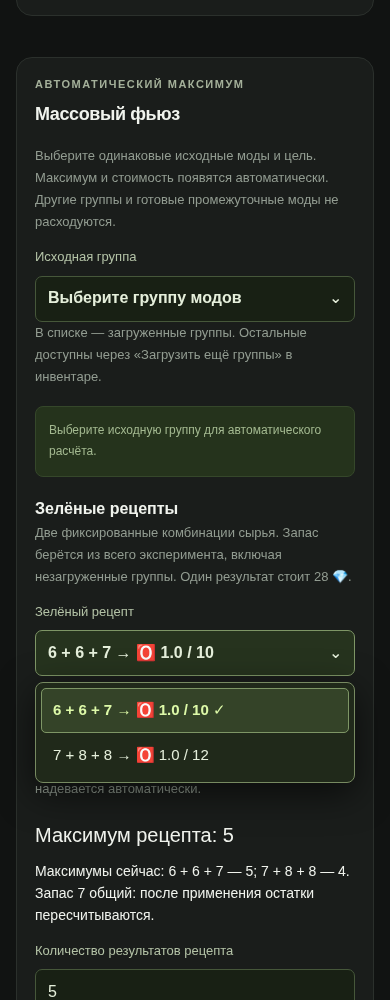 АВТОМАТИЧЕСКИЙ МАКСИМУМ
Массовый фьюз
Выберите одинаковые исходные моды и цель.
Максимум и стоимость появятся автоматически.
Другие группы и готовые промежуточные моды не
расходуются.
Исходная группа
Выберите группу модов
В списке — загруженные группы. Остальные
доступны через «Загрузить ещё группы» в
инвентаре.
Выберите исходную группу для автоматического
расчёта.
Зелёные рецепты
Две фиксированные комбинации сырья. Запас
берётся из всего эксперимента, включая
незагруженные группы. Один результат стоит 28 💎.
Зелёный рецепт
6 + 6 + 7 → 🅾️ 1.0 / 10
6 + 6 + 7 → 🅾️ 1.0 / 10 ✓
7 + 8 + 8 → 🅾️ 1.0 / 12
надевается автоматически.
Максимум рецепта: 5
Максимумы сейчас: 6 + 6 + 7 — 5; 7 + 8 + 8 — 4.
Запас 7 общий: после применения остатки
пересчитываются.
Количество результатов рецепта
5